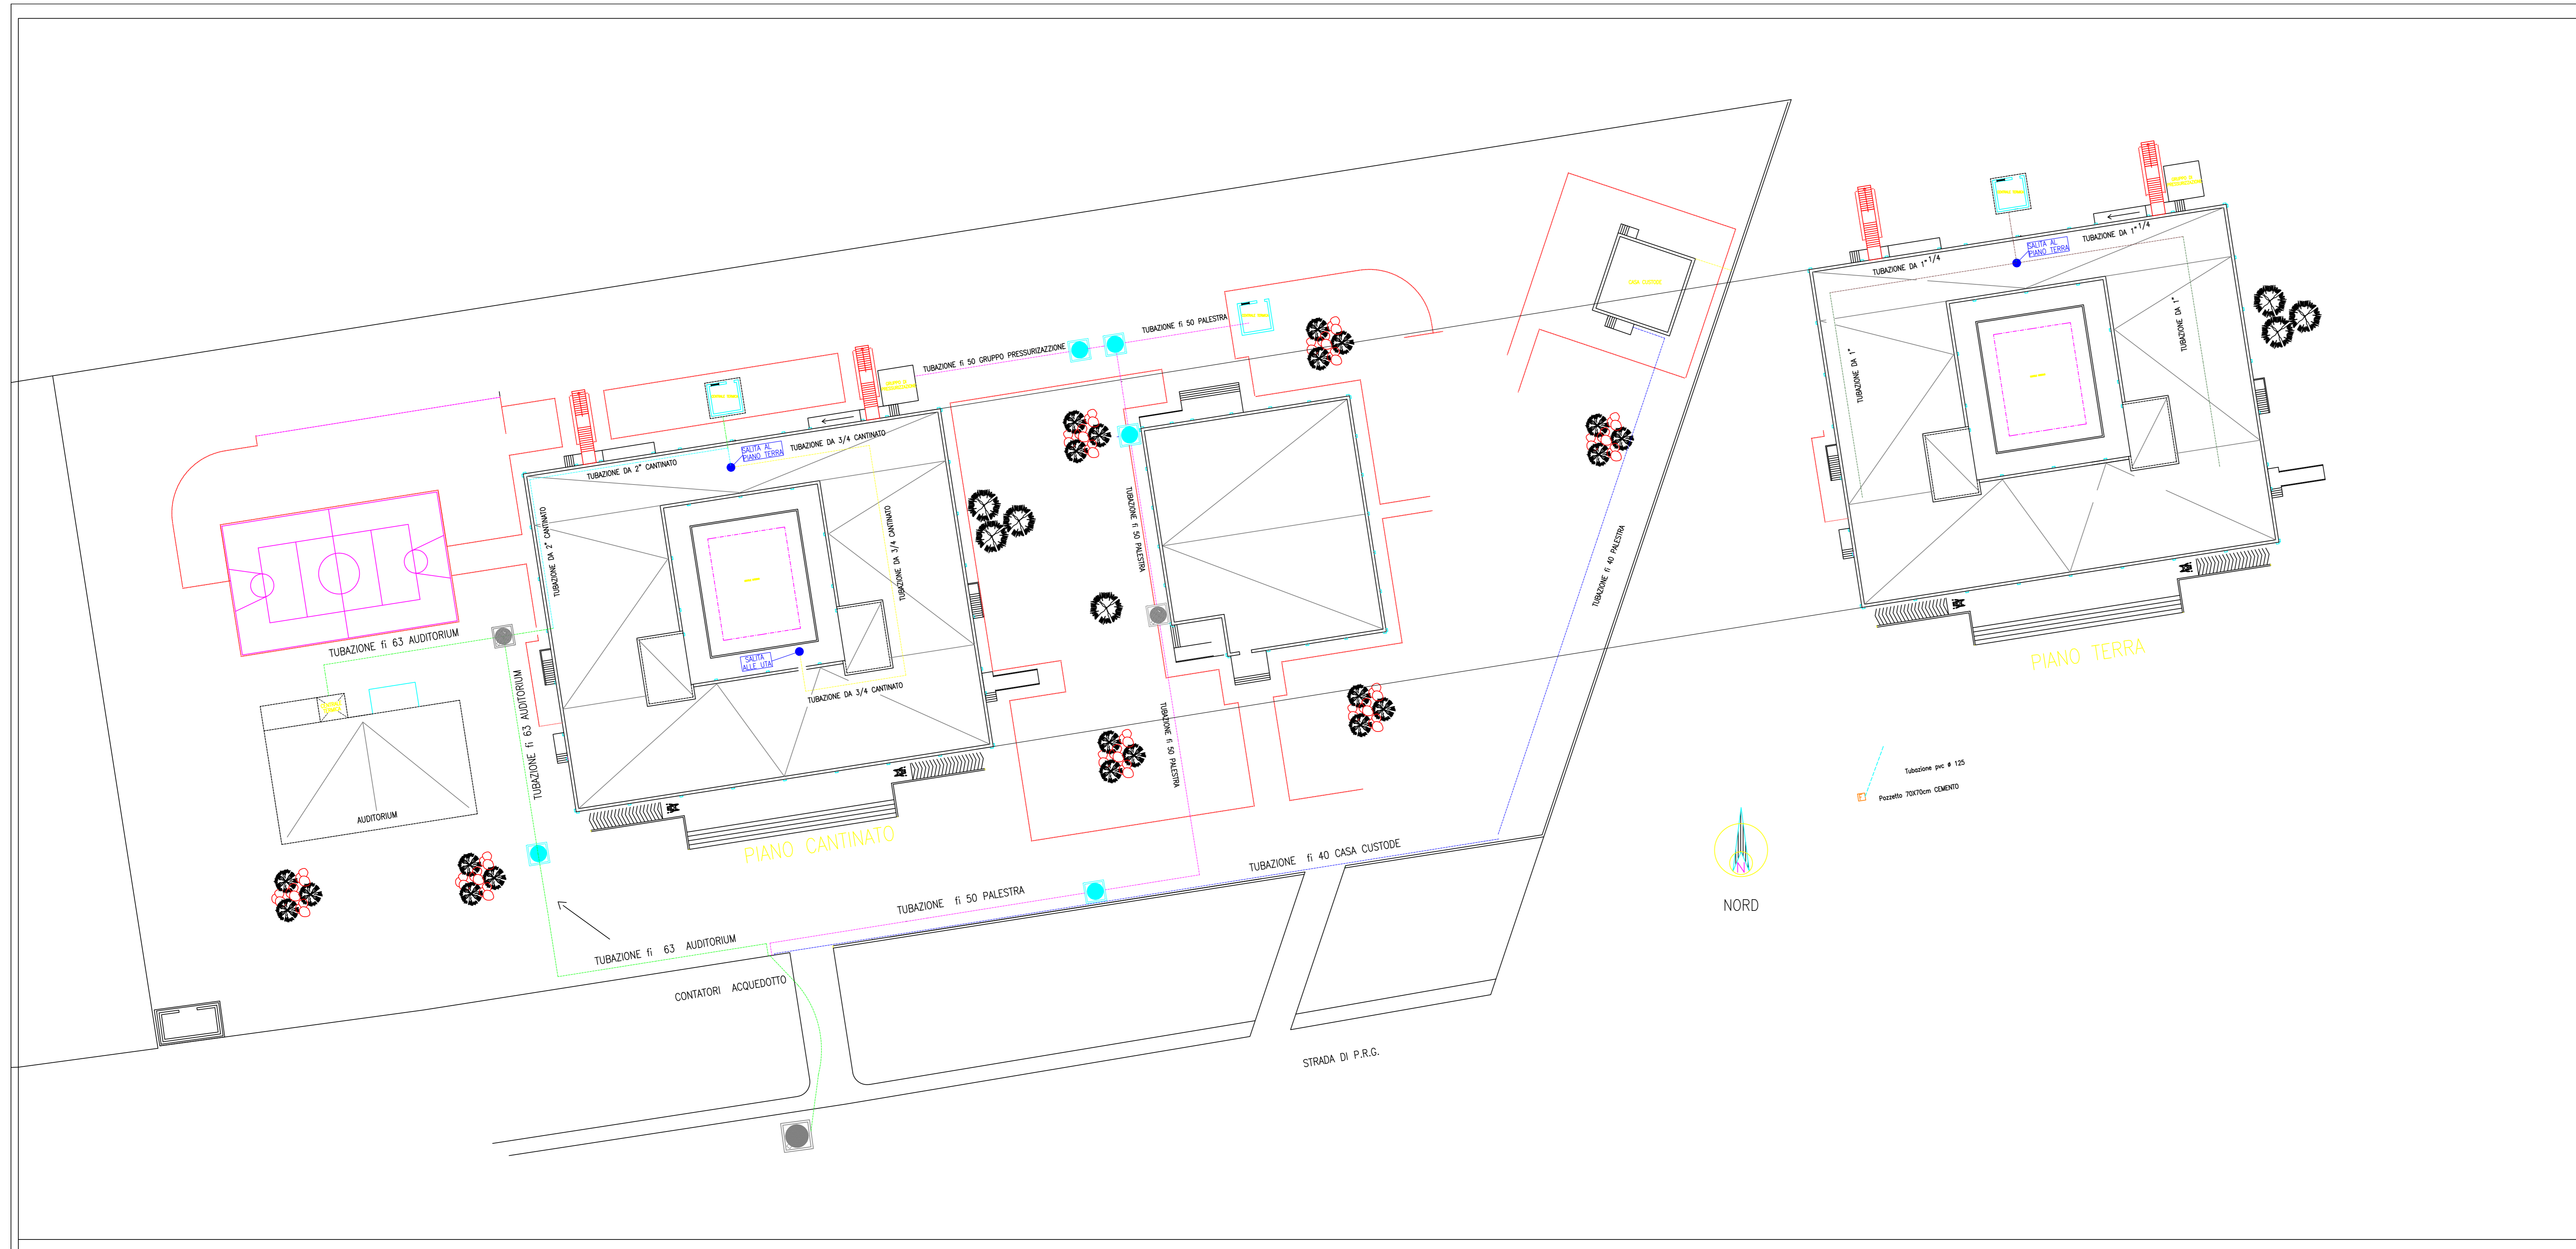 TUBAZIONE DA 1"1/4
SALITA AL
PIANO TERRA
TUBAZIONE DA 1"1/4
TUBAZIONE DA 1"
TUBAZIONE DA 1"
CASA CUSTODE
TUBAZIONE fi 50 PALESTRA
TUBAZIONE fi 50 GRUPPO PRESSURIZAZZIONE
SALITA AL
PIANO TERRA
TUBAZIONE DA 3/4 CANTINATO
TUBAZIONE DA 2" CANTINATO
TUBAZIONE DA 2" CANTINATO
TUBAZIONE DA 3/4 CANTINATO
TUBAZIONE fi 50 PALESTRA
TUBAZIONE fi 40 PALESTRA
TUBAZIONE fi 63 AUDITORIUM
SALITA
ALLE UTA
TUBAZIONE DA 3/4 CANTINATO
PIANO TERRA
TUBAZIONE fi 63 AUDITORIUM
TUBAZIONE fi 50 PALESTRA
AUDITORIUM
PIANO CANTINATO
Tubazione pvc ø 125
Pozzetto 70X70cm CEMENTO
N
NORD
TUBAZIONE fi 40 CASA CUSTODE
TUBAZIONE fi 50 PALESTRA
TUBAZIONE fi 63 AUDITORIUM
CONTATORI ACQUEDOTTO
STRADA DI P.R.G.